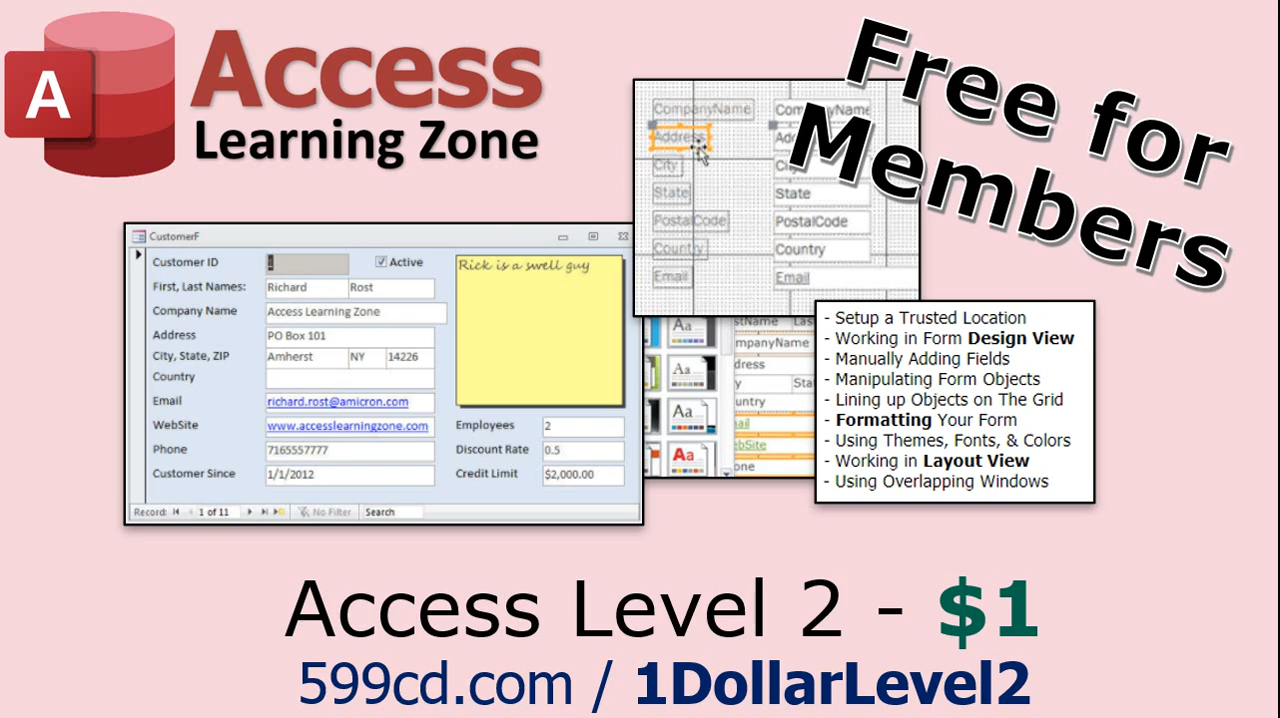 A
Access
Learning Zone
Free for
Members
CompanyName CompanyName
Address
City
State State
PostalCode PostalCode
Country Country
Email Email
CustomerF
Customer ID
Active
First, Last Names: Richard Rost
Company Name Access Learning Zone
Address PO Box 101
City, State, ZIP Amherst NY 14226
Country
Email richard.rost@amicron.com
WebSite www.accesslearningzone.com
Phone 7165557777
Customer Since 1/1/2012
Rick is a swell guy
Employees 2
Discount Rate 0.5
Credit Limit $2,000.00
Record: 1 of 11 No Filter Search
Aa
Aa
Aa
Aa
- Setup a Trusted Location
- Working in Form Design View
- Manually Adding Fields
- Manipulating Form Objects
- Lining up Objects on The Grid
- Formatting Your Form
- Using Themes, Fonts, & Colors
- Working in Layout View
- Using Overlapping Windows
Access Level 2 - $1
599cd.com / 1DollarLevel2